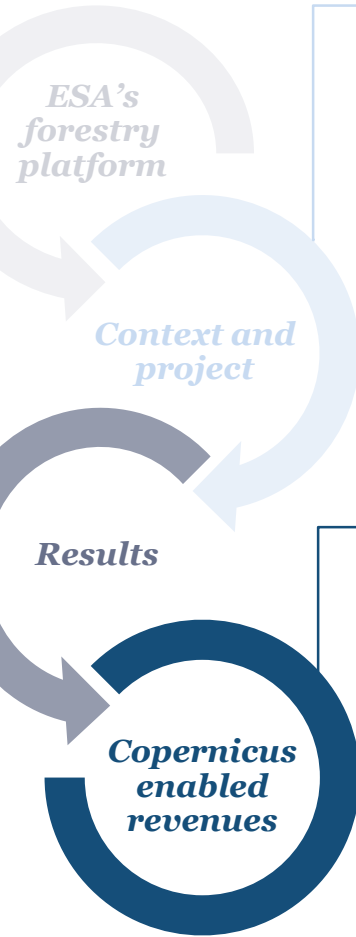 ESA’s
forestry
platform
Context and
project
Results
Copernicus
enabled
revenues